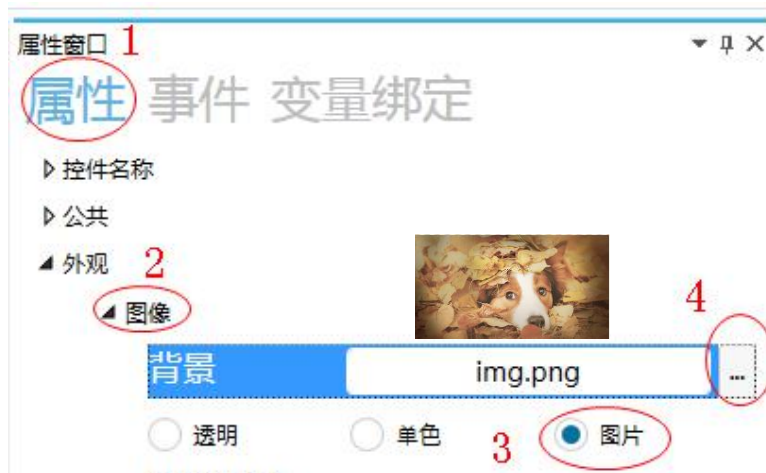 属性窗口 1
属性 事件 变量绑定
控件名称
公共
外观 2
图像 4
背景 img.png ...
透明 单色 3 图片